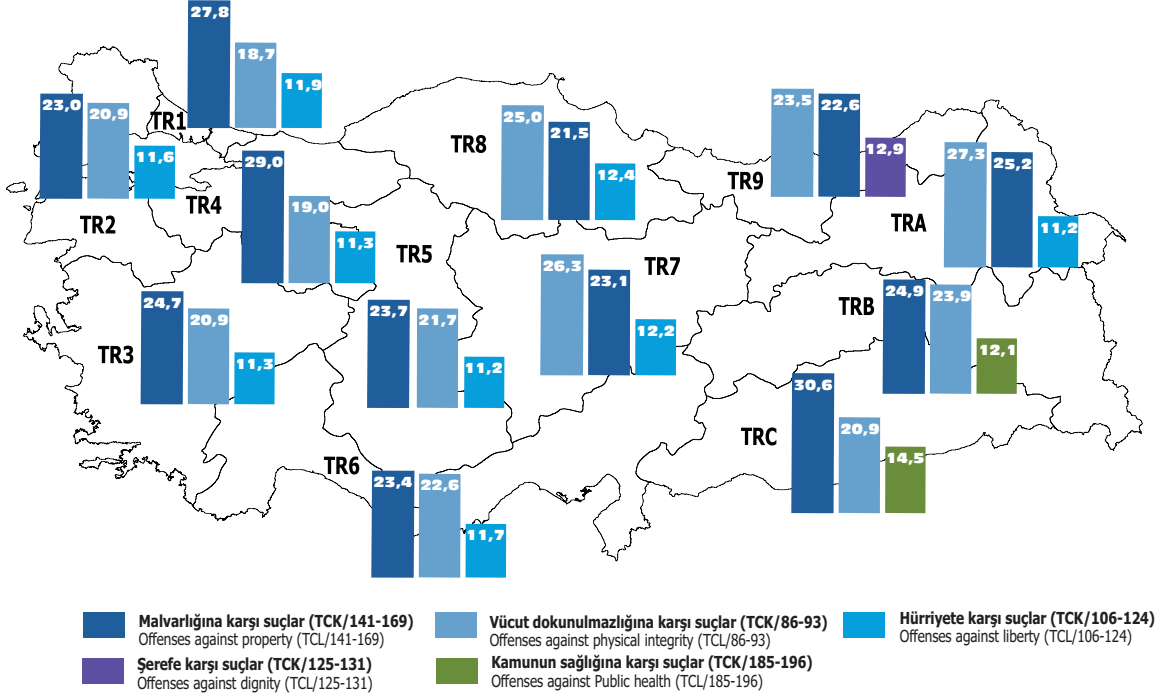 27,8
18,7
11,9
TR1
23,0
20,9
11,6
TR2
29,0
19,0
11,3
TR4
25,0
21,5
12,4
TR8
23,5
22,6
12,9
TR9
27,3
25,2
11,2
TRA
24,7
20,9
11,3
TR3
23,7
21,7
11,2
TR5
26,3
23,1
12,2
TR7
24,9
23,9
12,1
TRB
30,6
20,9
14,5
TRC
23,4
22,6
11,7
TR6
Malvarlığına karşı suçlar (TCK/141-169)
Offenses against property (TCL/141-169)
Vücut dokunulmazlığına karşı suçlar (TCK/86-93)
Offenses against physical integrity (TCL/86-93)
Hürriyete karşı suçlar (TCK/106-124)
Offenses against liberty (TCL/106-124)
Şerefe karşı suçlar (TCK/125-131)
Offenses against dignity (TCL/125-131)
Kamunun sağlığına karşı suçlar (TCK/185-196)
Offenses against Public health (TCL/185-196)